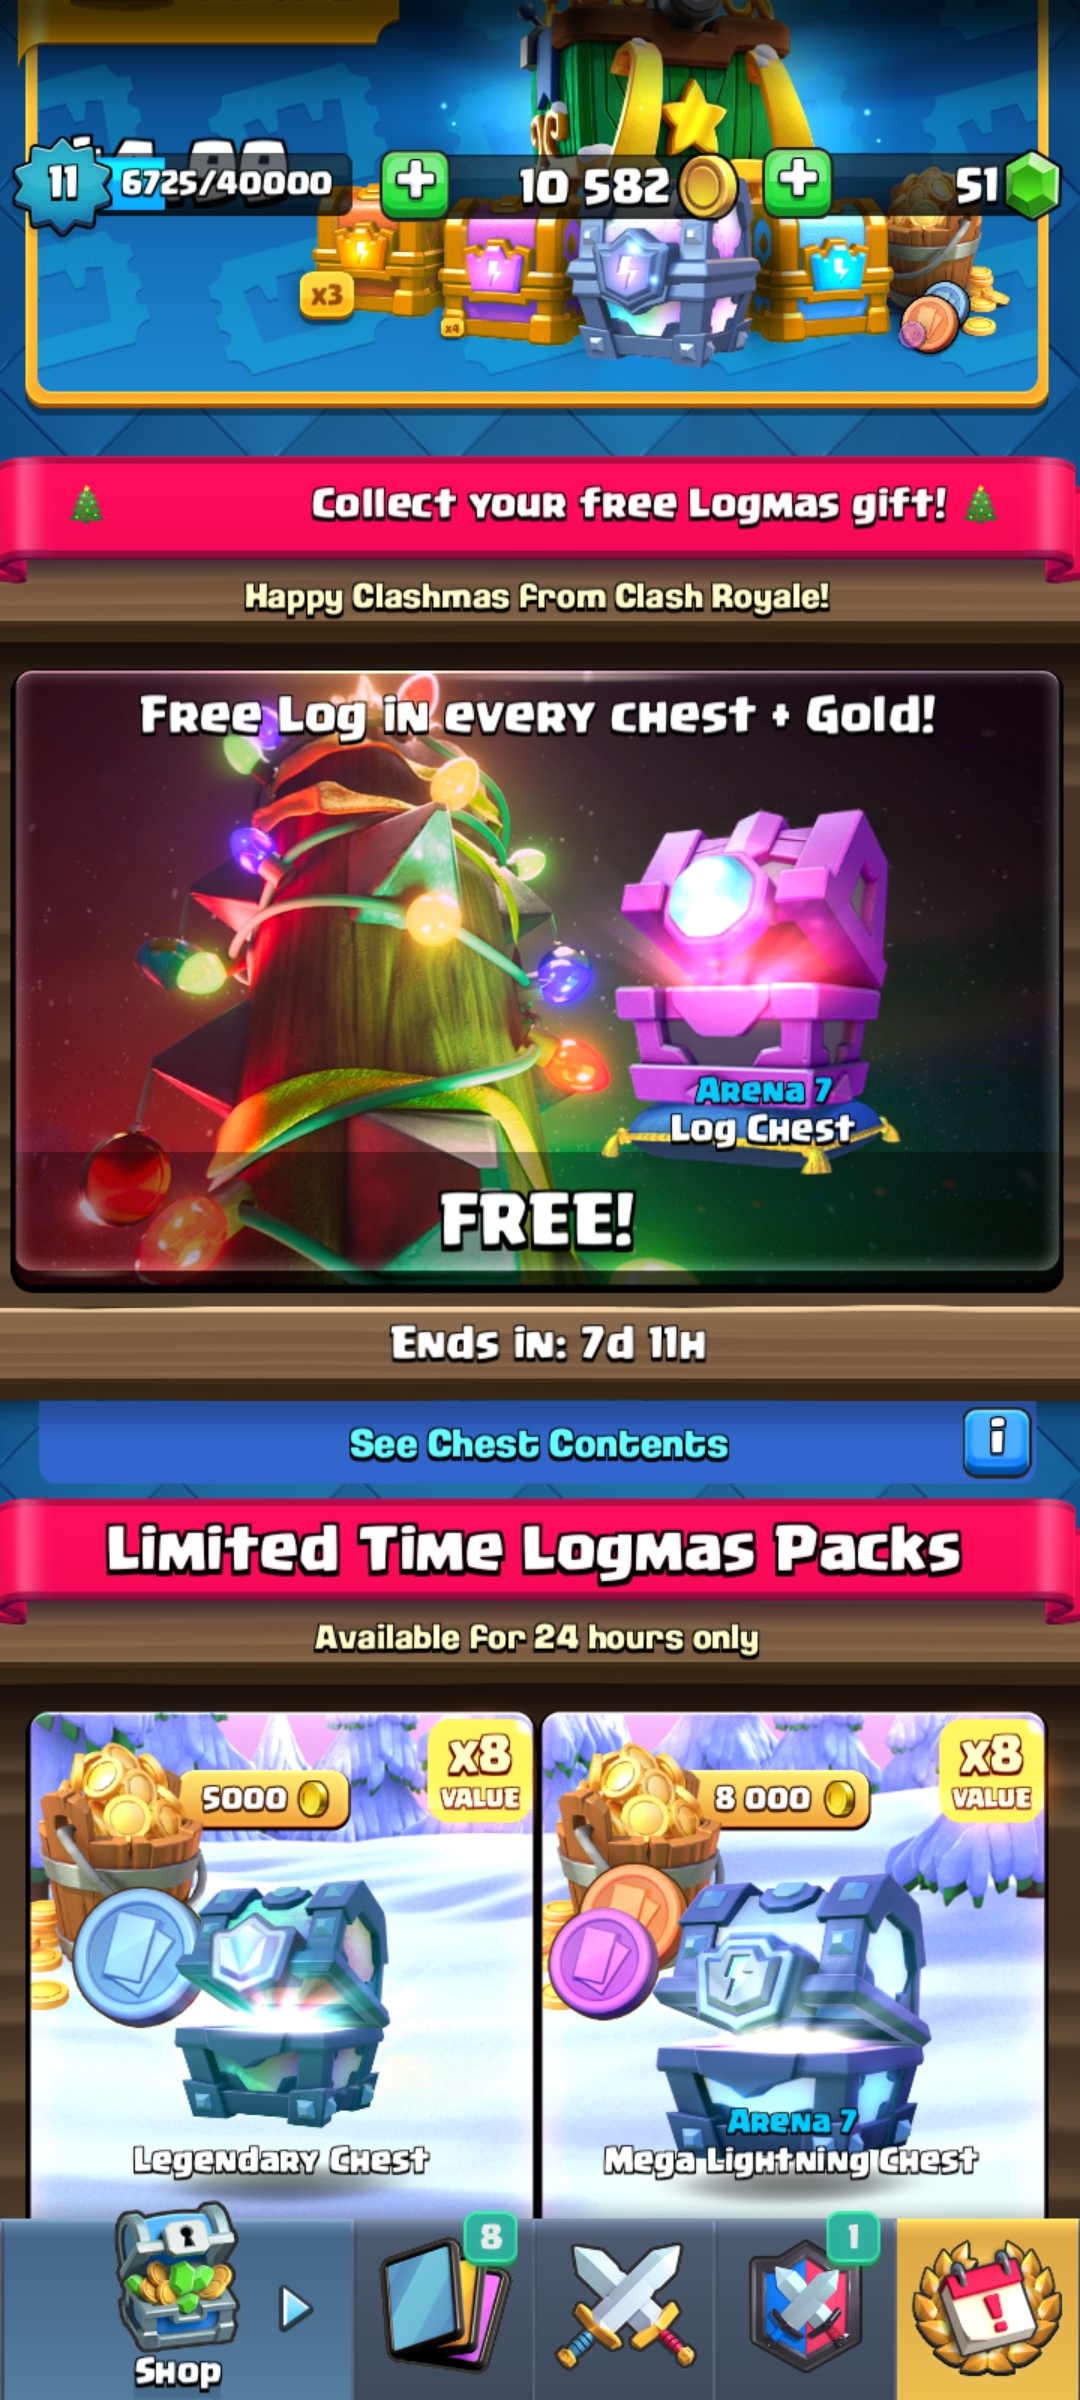 11
6725/40000
10 582
51
x3
x4
Collect your free Logmas gift!
Happy Clashmas from Clash Royale!
Free Log in every chest + Gold!
Arena 7
Log Chest
FREE!
Ends in: 7d 11h
See Chest Contents
i
Limited Time Logmas Packs
Available for 24 hours only
x8
VALUE
5000
x8
VALUE
8 000
Legendary Chest
Arena 7
Mega Lightning Chest
8
1
Shop